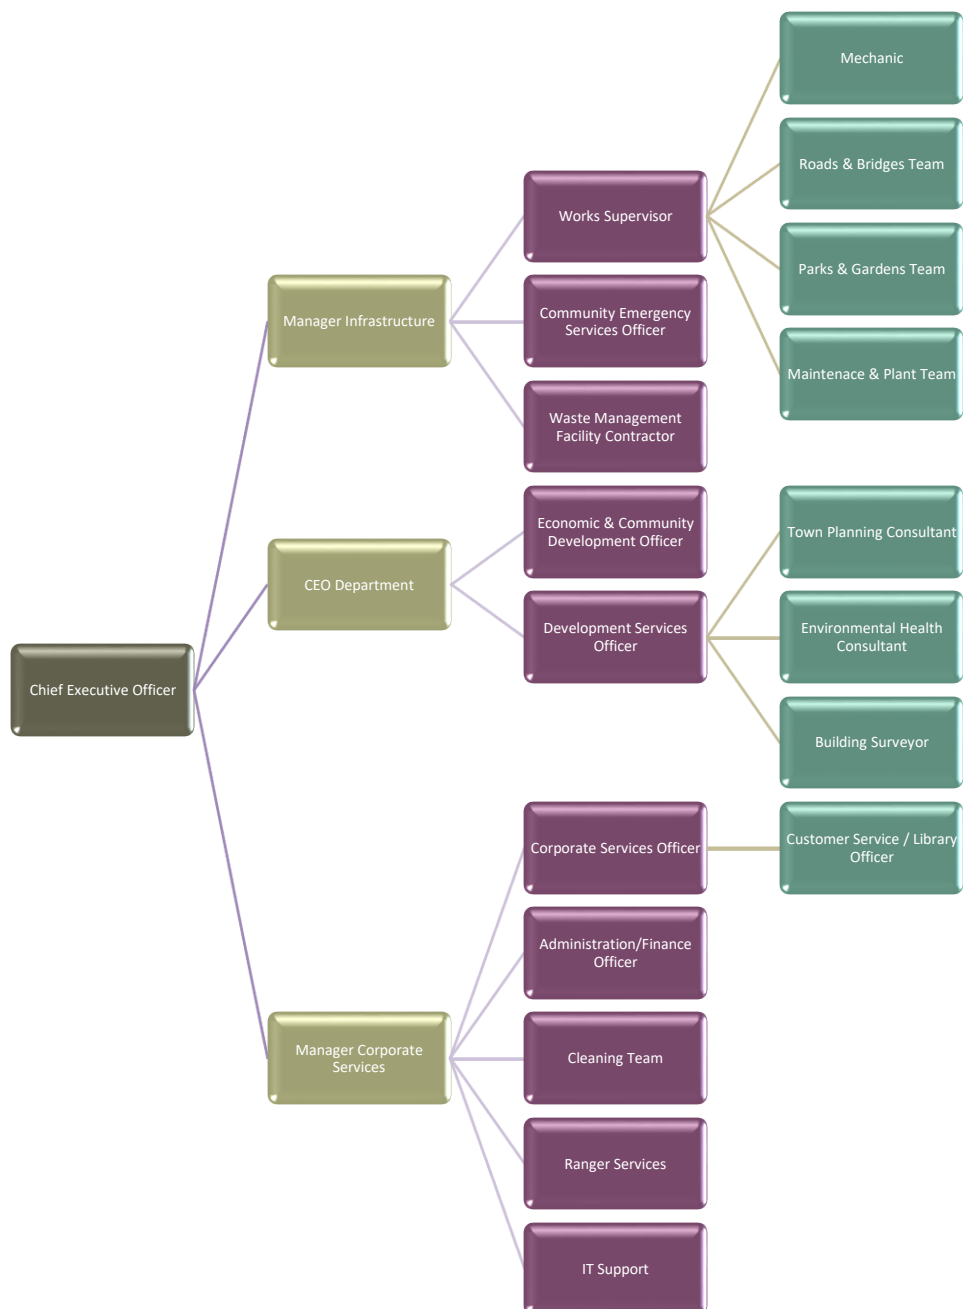 Chief Executive Officer
Manager Infrastructure
Works Supervisor
Mechanic
Roads & Bridges Team
Parks & Gardens Team
Maintenace & Plant Team
Community Emergency
Services Officer
Waste Management
Facility Contractor
CEO Department
Economic & Community
Development Officer
Development Services
Officer
Town Planning Consultant
Environmental Health
Consultant
Building Surveyor
Manager Corporate
Services
Corporate Services Officer
Customer Service / Library
Officer
Administration/Finance
Officer
Cleaning Team
Ranger Services
IT Support